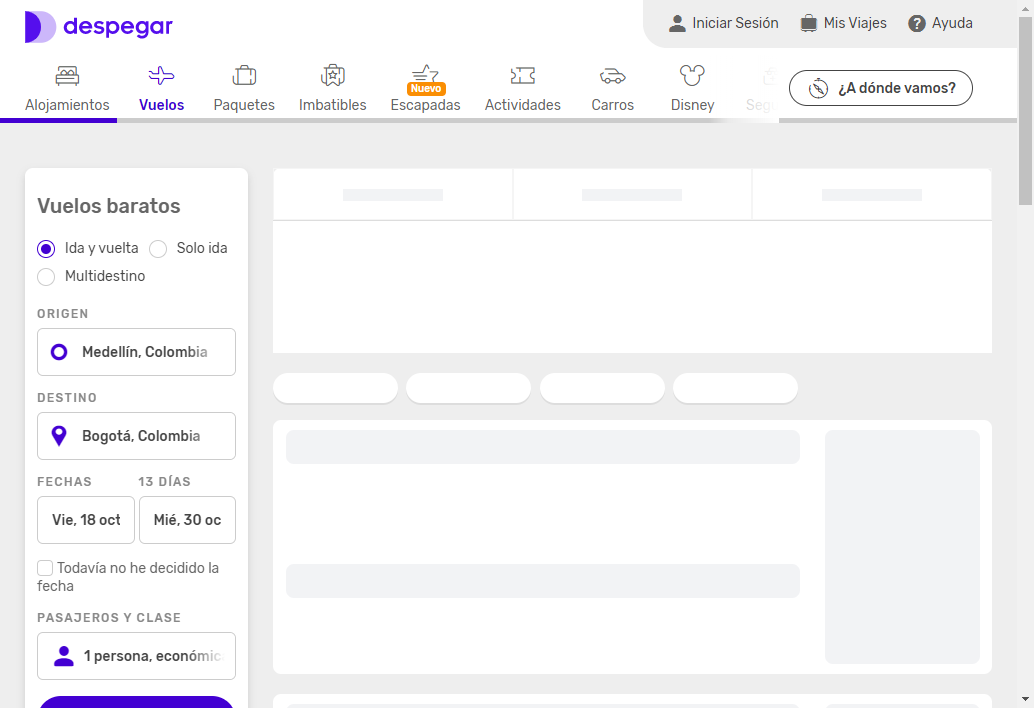 despegar
Iniciar Sesión
Mis Viajes
Ayuda
Alojamientos
Vuelos
Paquetes
Imbatibles
Nuevo
Escapadas
Actividades
Carros
Disney
¿A dónde vamos?
Vuelos baratos
Ida y vuelta
Solo ida
Multidestino
ORIGEN
Medellín, Colombia
DESTINO
Bogotá, Colombia
FECHAS
13 DÍAS
Vie, 18 oct
Mié, 30 oc
Todavía no he decidido la
fecha
PASAJEROS Y CLASE
1 persona, económic